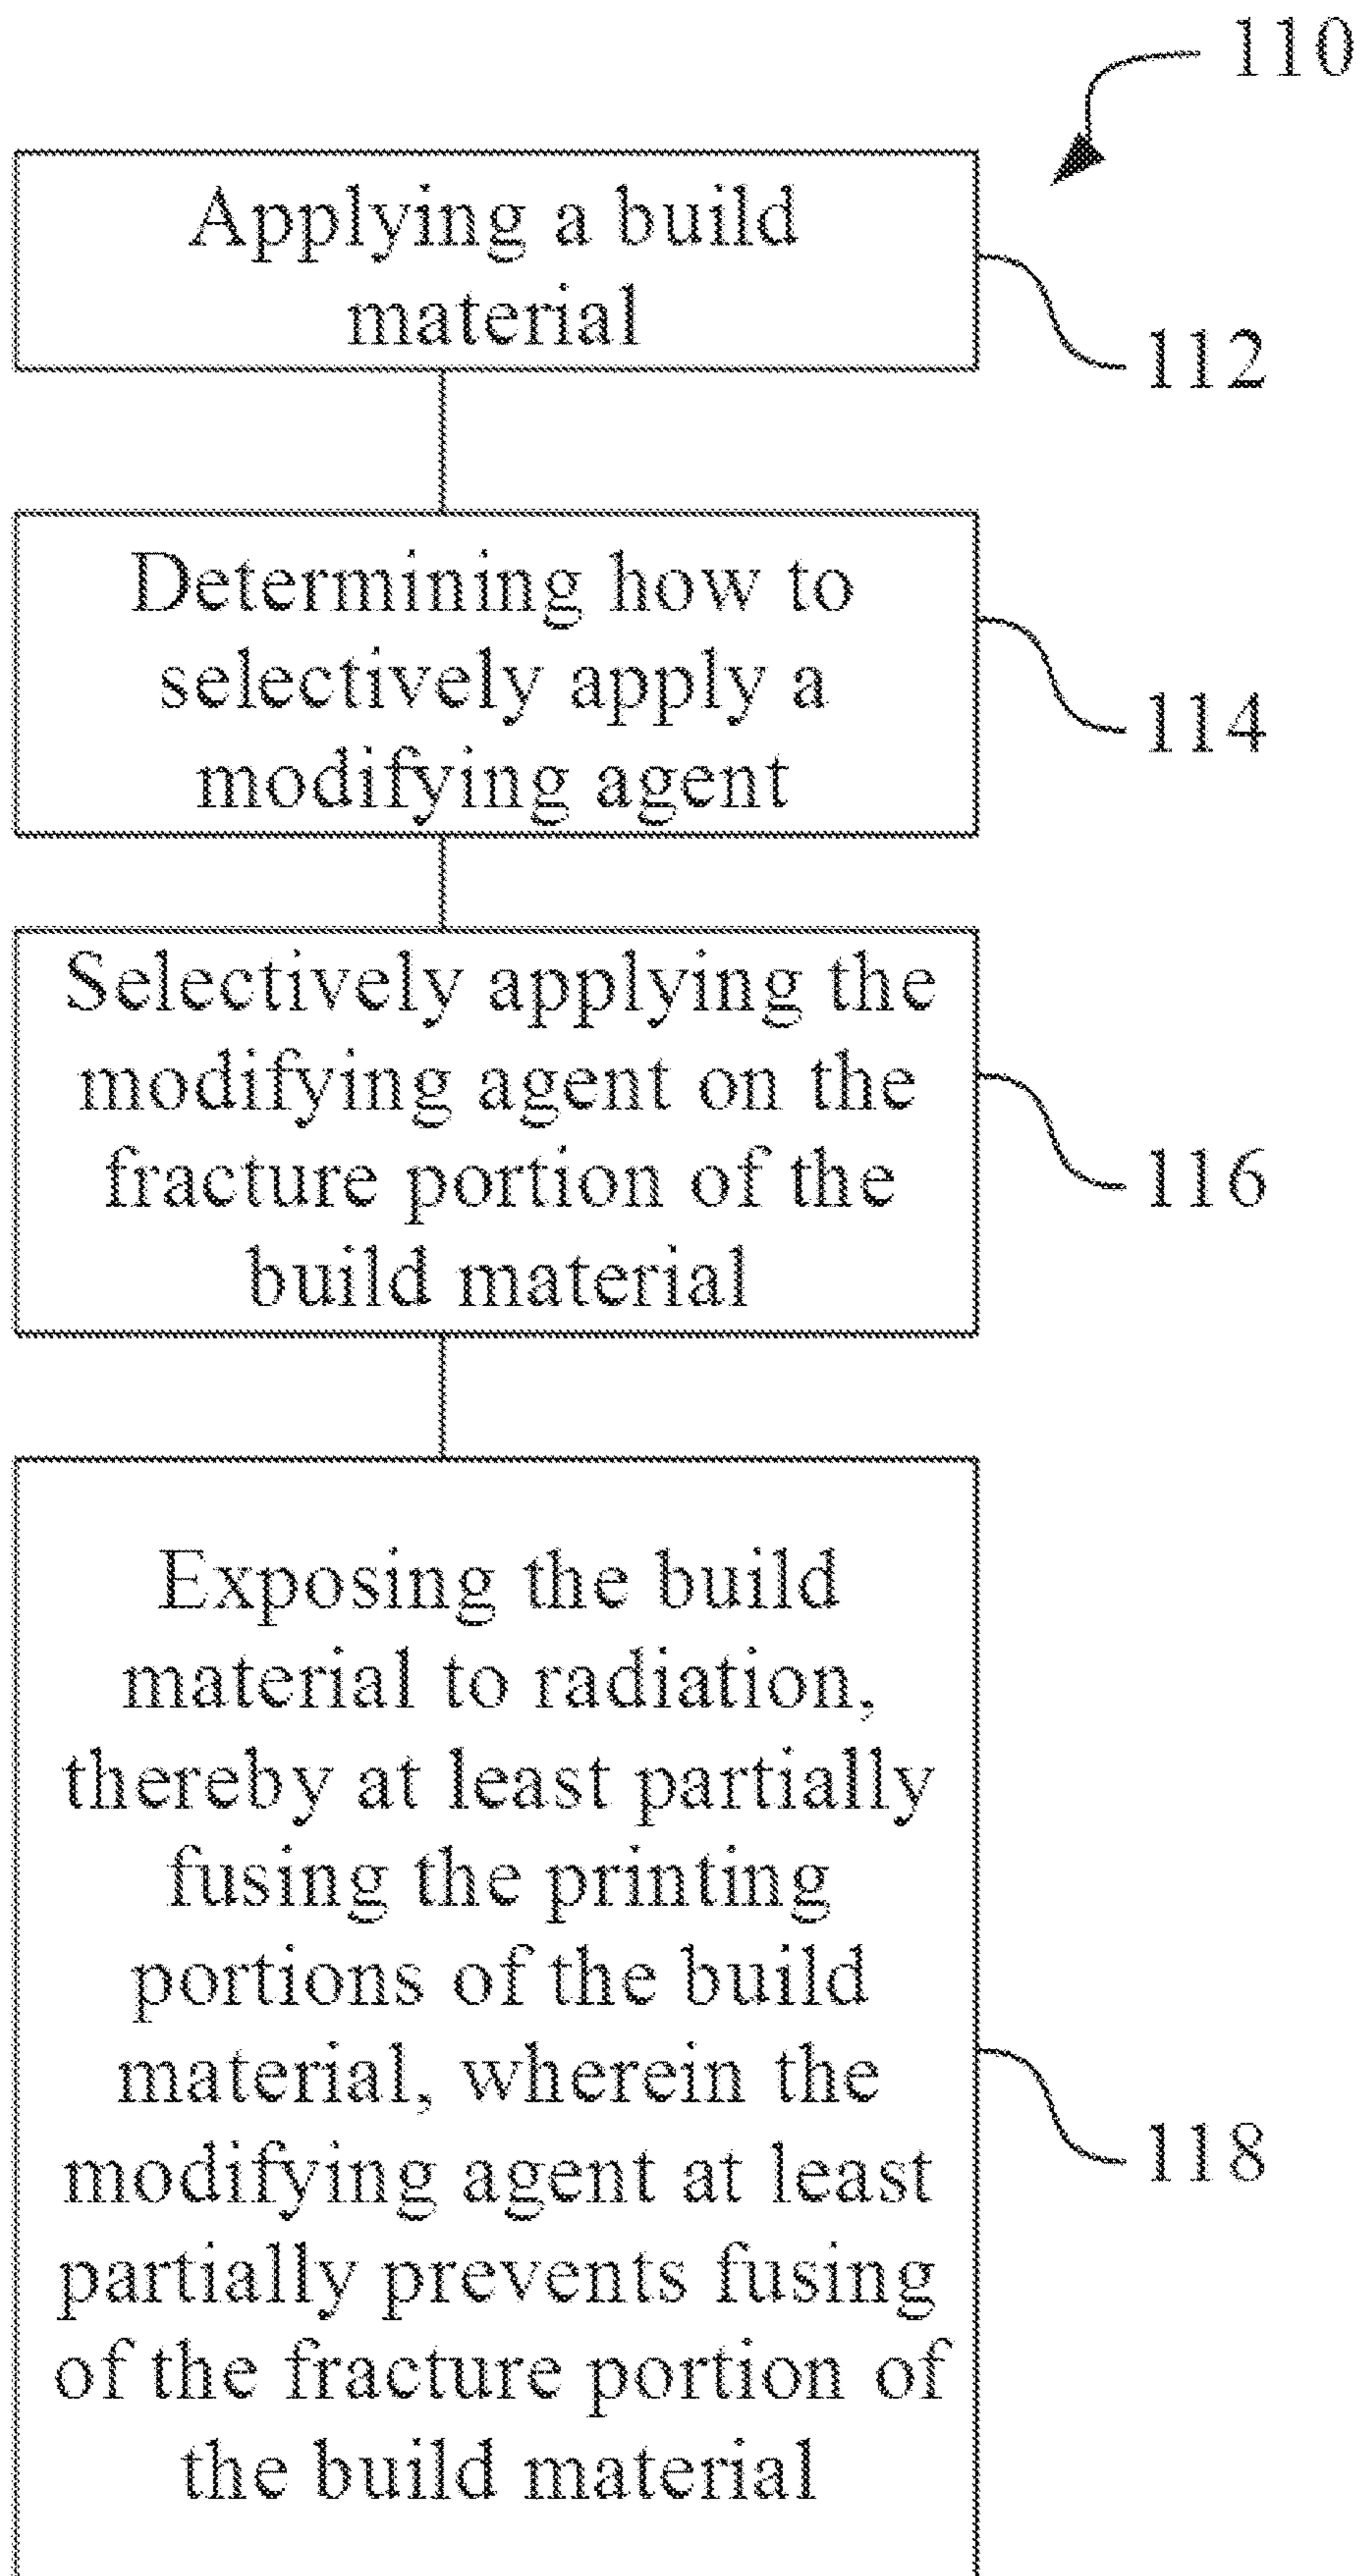 110
Applying a build
material
112
Determining how to
selectively apply a
modifying agent
114
Selectively applying the
modifying agent on the
fracture portion of the
build material
116
Exposing the build
material to radiation,
thereby at least partially
fusing the printing
portions of the build
material, wherein the
modifying agent at least
partially prevents fusing
of the fracture portion of
the build material
118